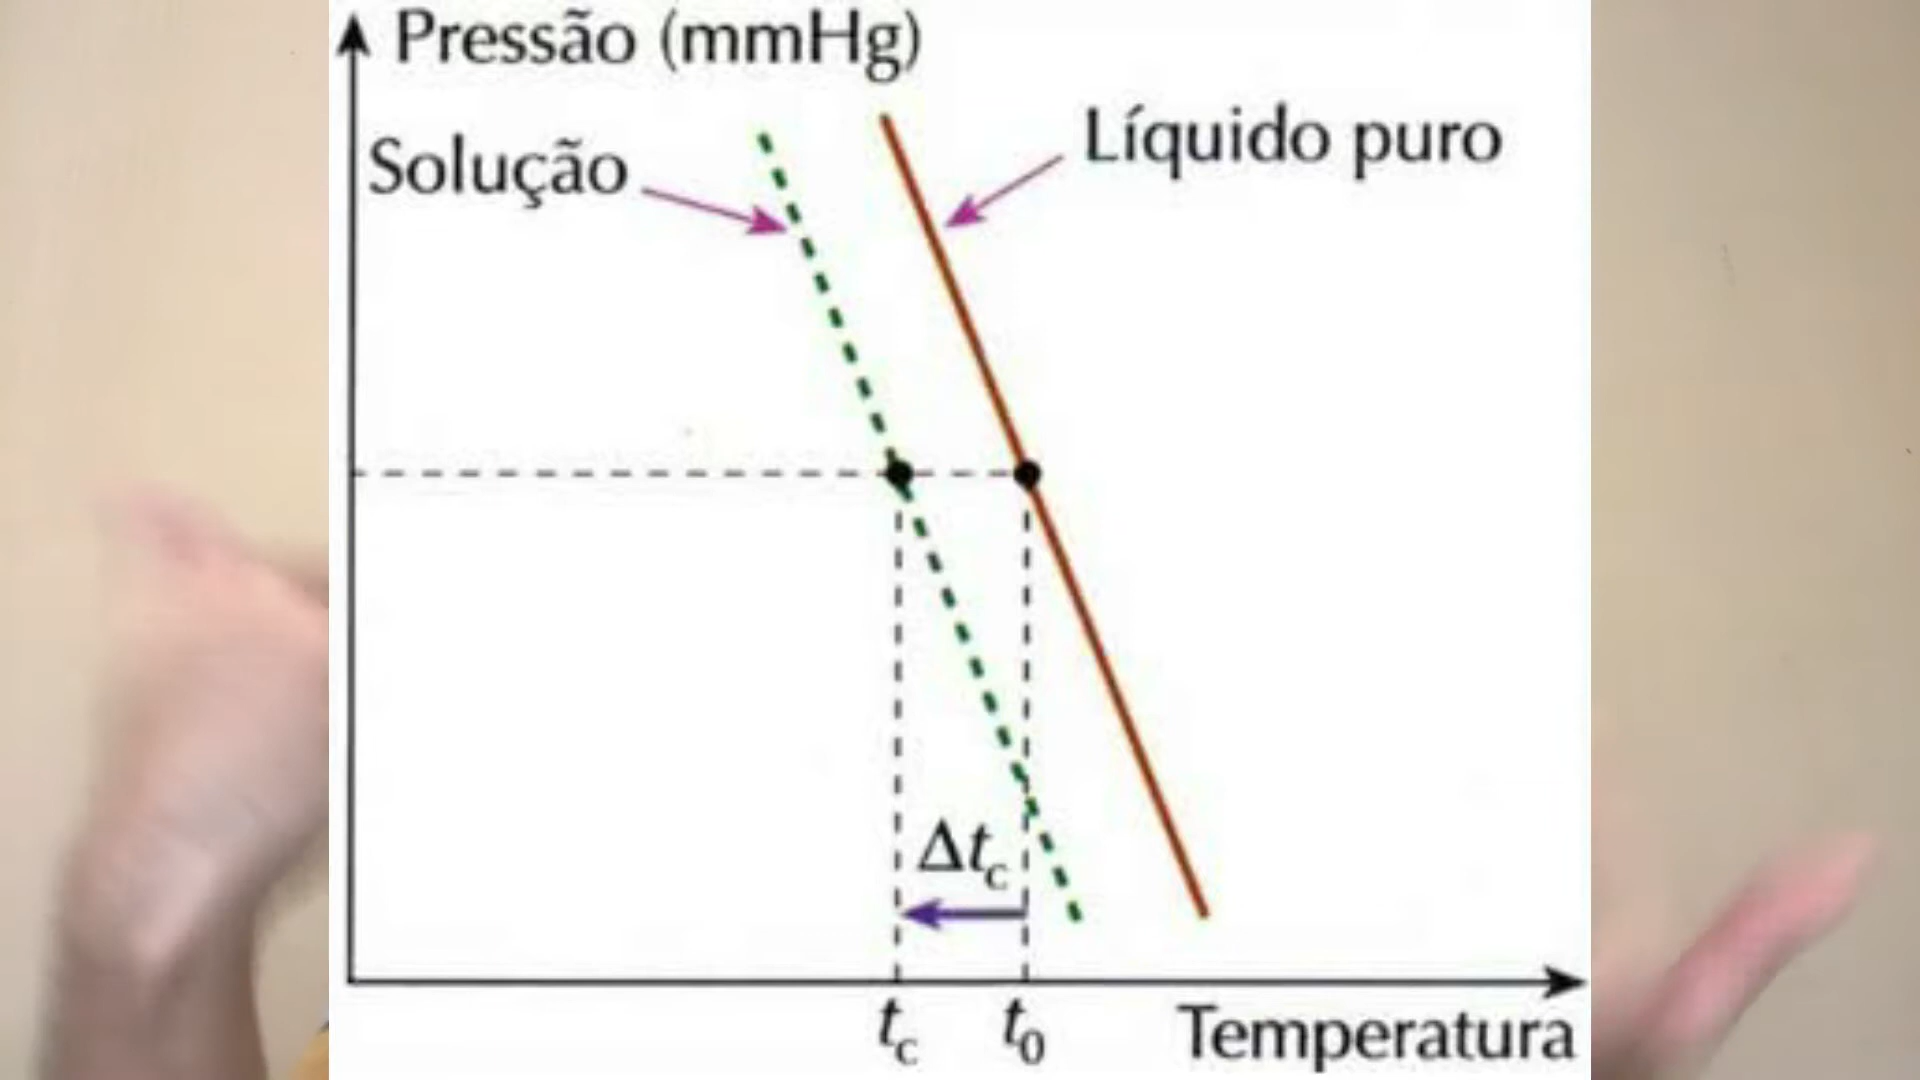 Pressão (mmHg)
Solução
Líquido puro
Δtc
tc
t0
Temperatura